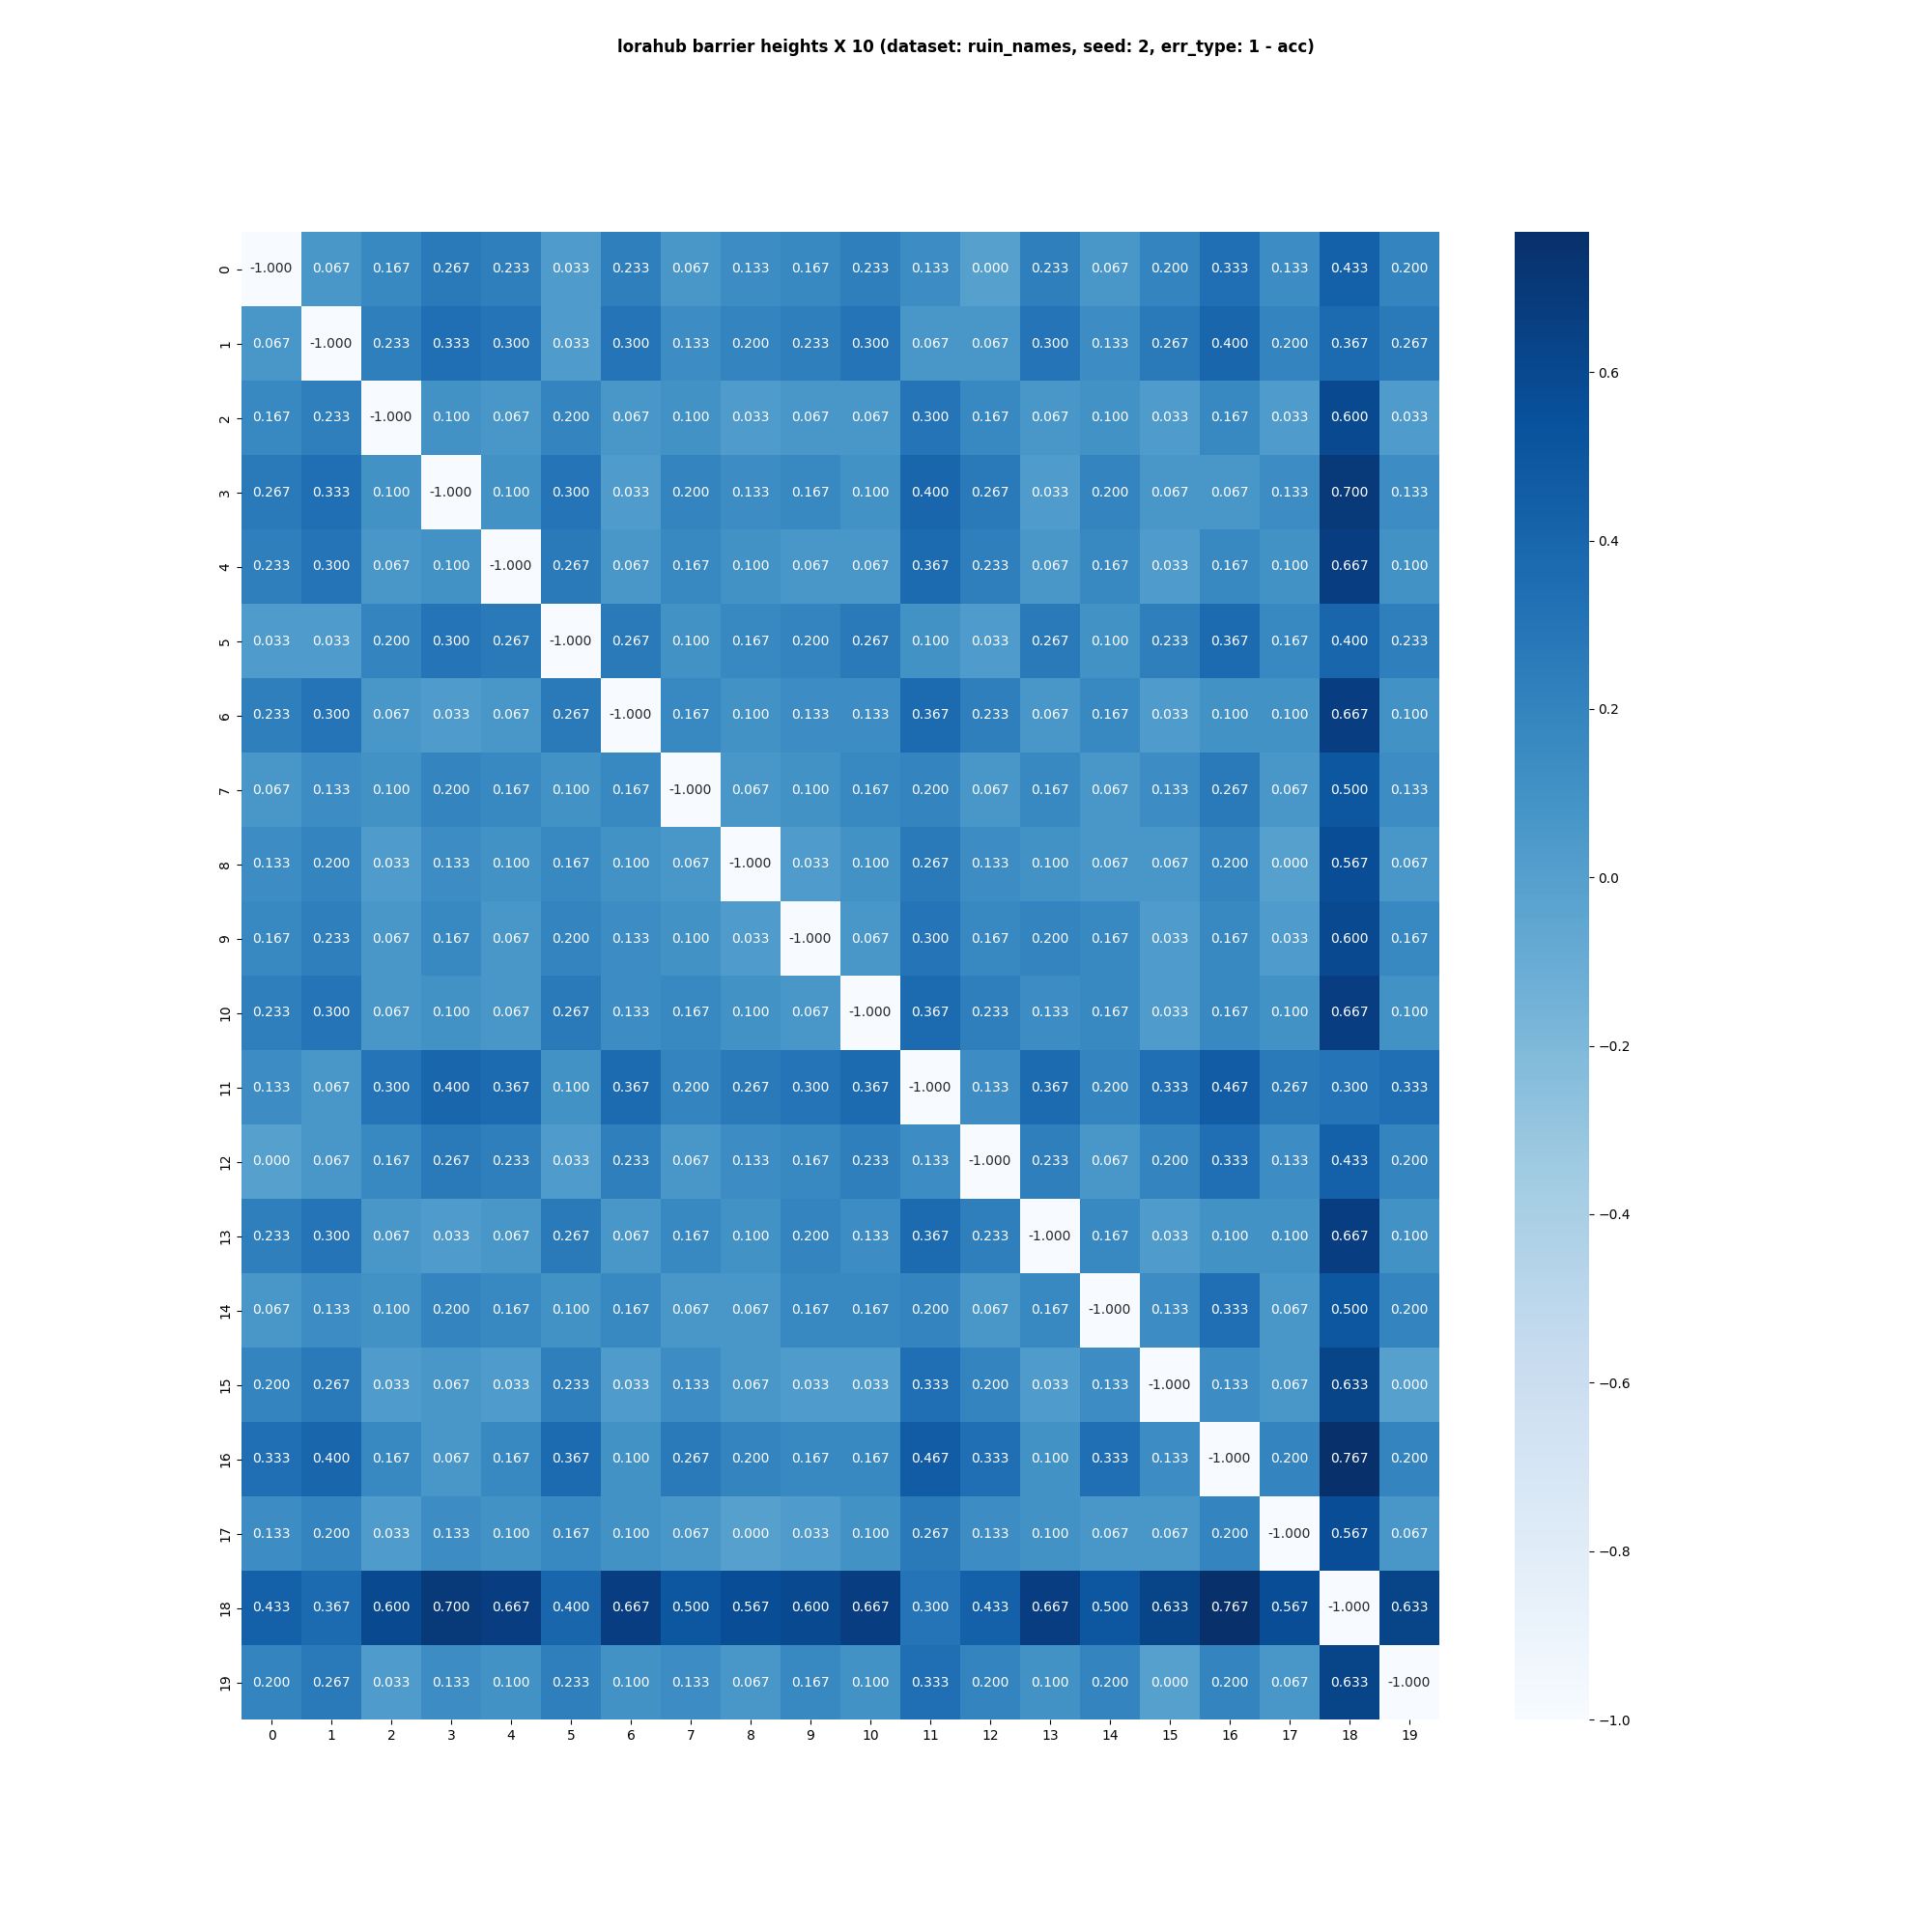 lorahub barrier heights X 10 (dataset: ruin_names, seed: 2, err_type: 1 - acc)
0 -1.000 0.067 0.167 0.267 0.233 0.033 0.233 0.067 0.133 0.167 0.233 0.133 0.000 0.233 0.067 0.200 0.333 0.133 0.433 0.200
1 0.067 -1.000 0.233 0.333 0.300 0.033 0.300 0.133 0.200 0.233 0.300 0.067 0.067 0.300 0.133 0.267 0.400 0.200 0.367 0.267
2 0.167 0.233 -1.000 0.100 0.067 0.200 0.067 0.100 0.033 0.067 0.067 0.300 0.167 0.067 0.100 0.033 0.167 0.033 0.600 0.033
3 0.267 0.333 0.100 -1.000 0.100 0.300 0.033 0.200 0.133 0.167 0.100 0.400 0.267 0.033 0.200 0.067 0.067 0.133 0.700 0.133
4 0.233 0.300 0.067 0.100 -1.000 0.267 0.067 0.167 0.100 0.067 0.067 0.367 0.233 0.067 0.167 0.033 0.167 0.100 0.667 0.100
5 0.033 0.033 0.200 0.300 0.267 -1.000 0.267 0.100 0.167 0.200 0.267 0.100 0.033 0.267 0.100 0.233 0.367 0.167 0.400 0.233
6 0.233 0.300 0.067 0.033 0.067 0.267 -1.000 0.167 0.100 0.133 0.133 0.367 0.233 0.067 0.167 0.033 0.100 0.100 0.667 0.100
7 0.067 0.133 0.100 0.200 0.167 0.100 0.167 -1.000 0.067 0.100 0.167 0.200 0.067 0.167 0.067 0.133 0.267 0.067 0.500 0.133
8 0.133 0.200 0.033 0.133 0.100 0.167 0.100 0.067 -1.000 0.033 0.100 0.267 0.133 0.100 0.067 0.067 0.200 0.000 0.567 0.067
9 0.167 0.233 0.067 0.167 0.067 0.200 0.133 0.100 0.033 -1.000 0.067 0.300 0.167 0.200 0.167 0.033 0.167 0.033 0.600 0.167
10 0.233 0.300 0.067 0.100 0.067 0.267 0.133 0.167 0.100 0.067 -1.000 0.367 0.233 0.133 0.167 0.033 0.167 0.100 0.667 0.100
11 0.133 0.067 0.300 0.400 0.367 0.100 0.367 0.200 0.267 0.300 0.367 -1.000 0.133 0.367 0.200 0.333 0.467 0.267 0.300 0.333
12 0.000 0.067 0.167 0.267 0.233 0.033 0.233 0.067 0.133 0.167 0.233 0.133 -1.000 0.233 0.067 0.200 0.333 0.133 0.433 0.200
13 0.233 0.300 0.067 0.033 0.067 0.267 0.067 0.167 0.100 0.200 0.133 0.367 0.233 -1.000 0.167 0.033 0.100 0.100 0.667 0.100
14 0.067 0.133 0.100 0.200 0.167 0.100 0.167 0.067 0.067 0.167 0.167 0.200 0.067 0.167 -1.000 0.133 0.333 0.067 0.500 0.200
15 0.200 0.267 0.033 0.067 0.033 0.233 0.033 0.133 0.067 0.033 0.033 0.333 0.200 0.033 0.133 -1.000 0.133 0.067 0.633 0.000
16 0.333 0.400 0.167 0.067 0.167 0.367 0.100 0.267 0.200 0.167 0.167 0.467 0.333 0.100 0.333 0.133 -1.000 0.200 0.767 0.200
17 0.133 0.200 0.033 0.133 0.100 0.167 0.100 0.067 0.000 0.033 0.100 0.267 0.133 0.100 0.067 0.067 0.200 -1.000 0.567 0.067
18 0.433 0.367 0.600 0.700 0.667 0.400 0.667 0.500 0.567 0.600 0.667 0.300 0.433 0.667 0.500 0.633 0.767 0.567 -1.000 0.633
19 0.200 0.267 0.033 0.133 0.100 0.233 0.100 0.133 0.067 0.167 0.100 0.333 0.200 0.100 0.200 0.000 0.200 0.067 0.633 -1.000
0 1 2 3 4 5 6 7 8 9 10 11 12 13 14 15 16 17 18 19
0.6
0.4
0.2
0.0
−0.2
−0.4
−0.6
−0.8
−1.0